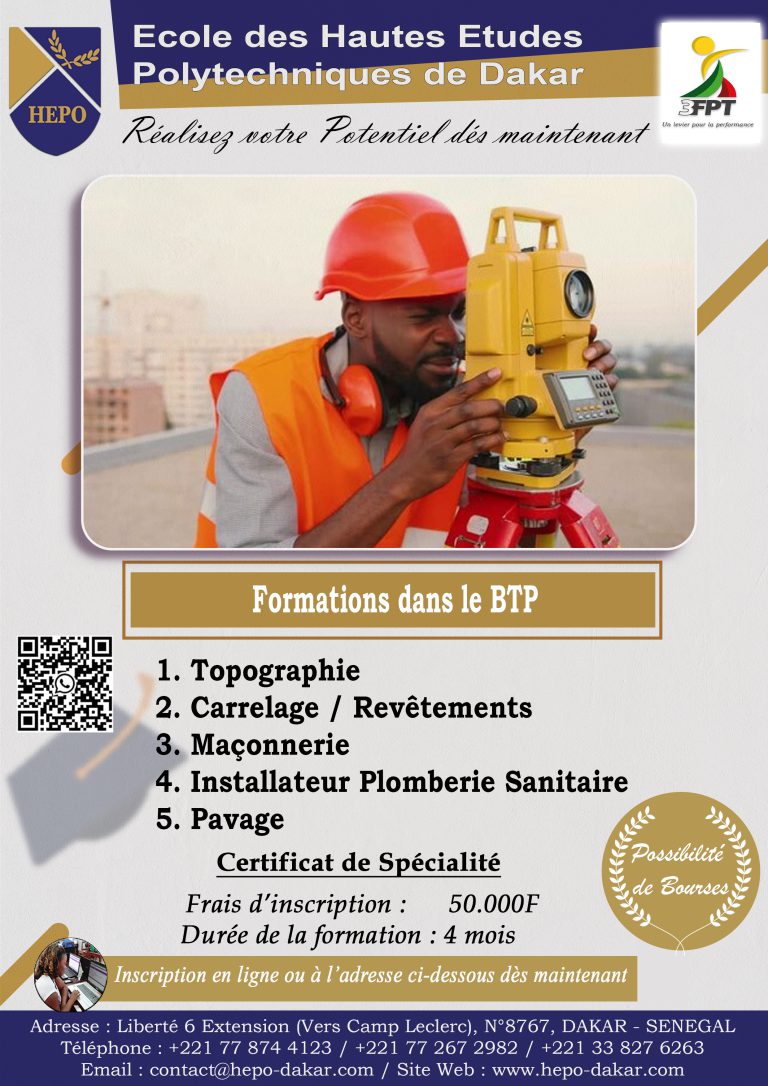 Ecole des Hautes Etudes
Polytechniques de Dakar
HEPO
Réalisez votre Potentiel dés maintenant
3FPT
Un levier pour la performance
Formations dans le BTP
1. Topographie
2. Carrelage / Revêtements
3. Maçonnerie
4. Installateur Plomberie Sanitaire
5. Pavage
Certificat de Spécialité
Possibilité
de Bourses
Frais d'inscription : 50.000F
Durée de la formation : 4 mois
Inscription en ligne ou à l'adresse ci-dessous dès maintenant
Adresse : Liberté 6 Extension (Vers Camp Leclerc), N°8767, DAKAR - SENEGAL
Téléphone : +221 77 874 4123 / +221 77 267 2982 / +221 33 827 6263
Email : contact@hepo-dakar.com / Site Web : www.hepo-dakar.com